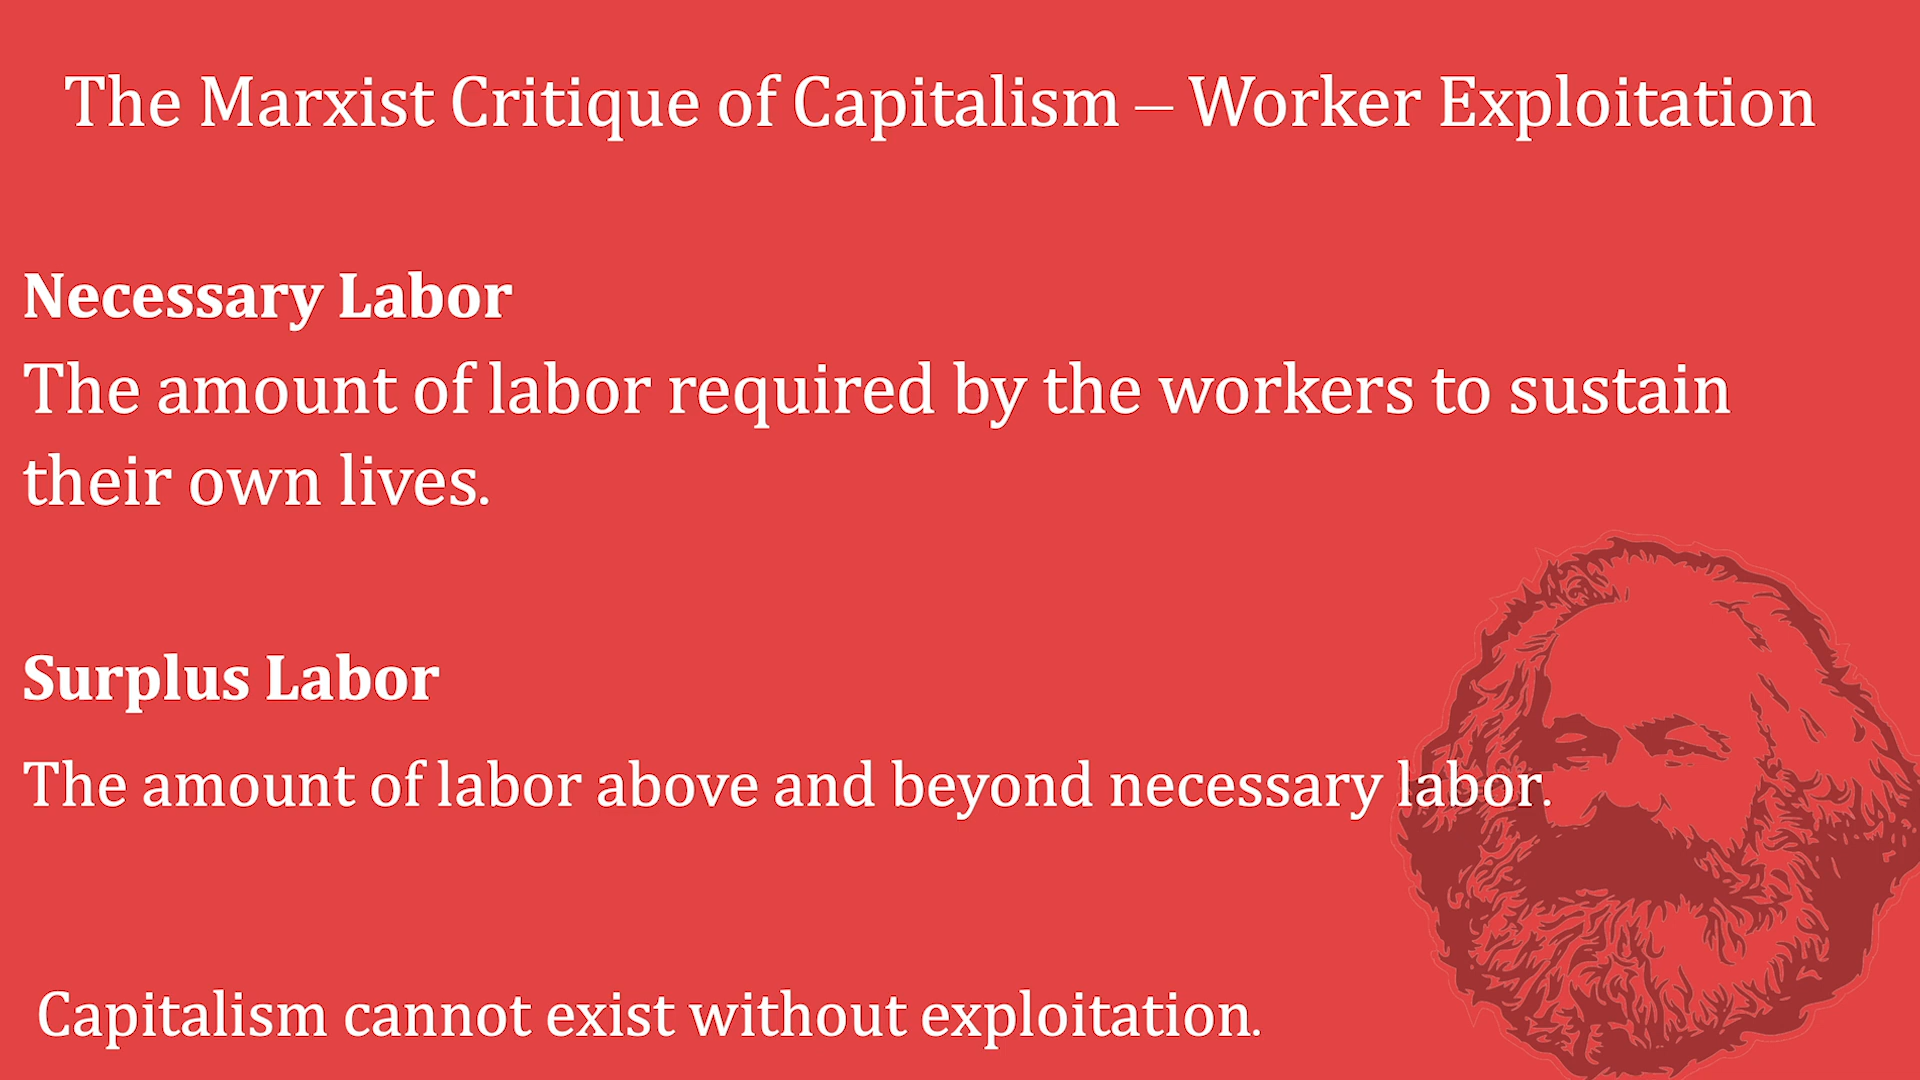 The Marxist Critique of Capitalism – Worker Exploitation
Necessary Labor
The amount of labor required by the workers to sustain
their own lives.
Surplus Labor
The amount of labor above and beyond necessary labor.
Capitalism cannot exist without exploitation.